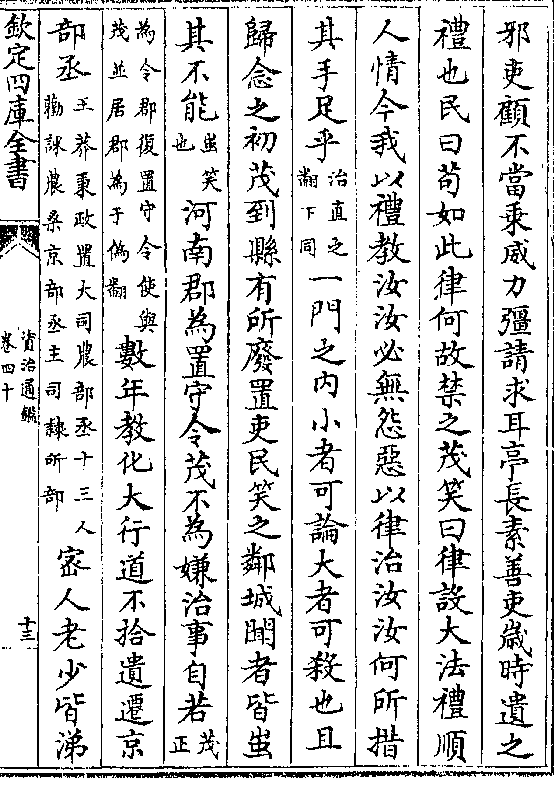 邪吏顧不當乗威力彊請求耳亭長素善吏嵗時遺之
禮也民曰苟如此律何故禁之茂笑曰律設大法禮順
人情今我以禮教汝汝必無怨惡以律治汝汝何所措
其手足乎治直之翻下同一門之内小者可論大者可殺也且
歸念之初茂到縣有所廢置吏民笑之鄰城聞者皆蚩
其不能蚩笑也河南郡為置守令茂不為嫌治事自若茂正
為令郡復置守令使與茂並居郡為于偽翻數年教化大行道不拾遺遷京
部丞王莽秉政置大司農部丞十三人勸課農桑京部丞主司隸所部宻人老少皆涕
欽定四庫全書
資治通鑑
卷四十
十三